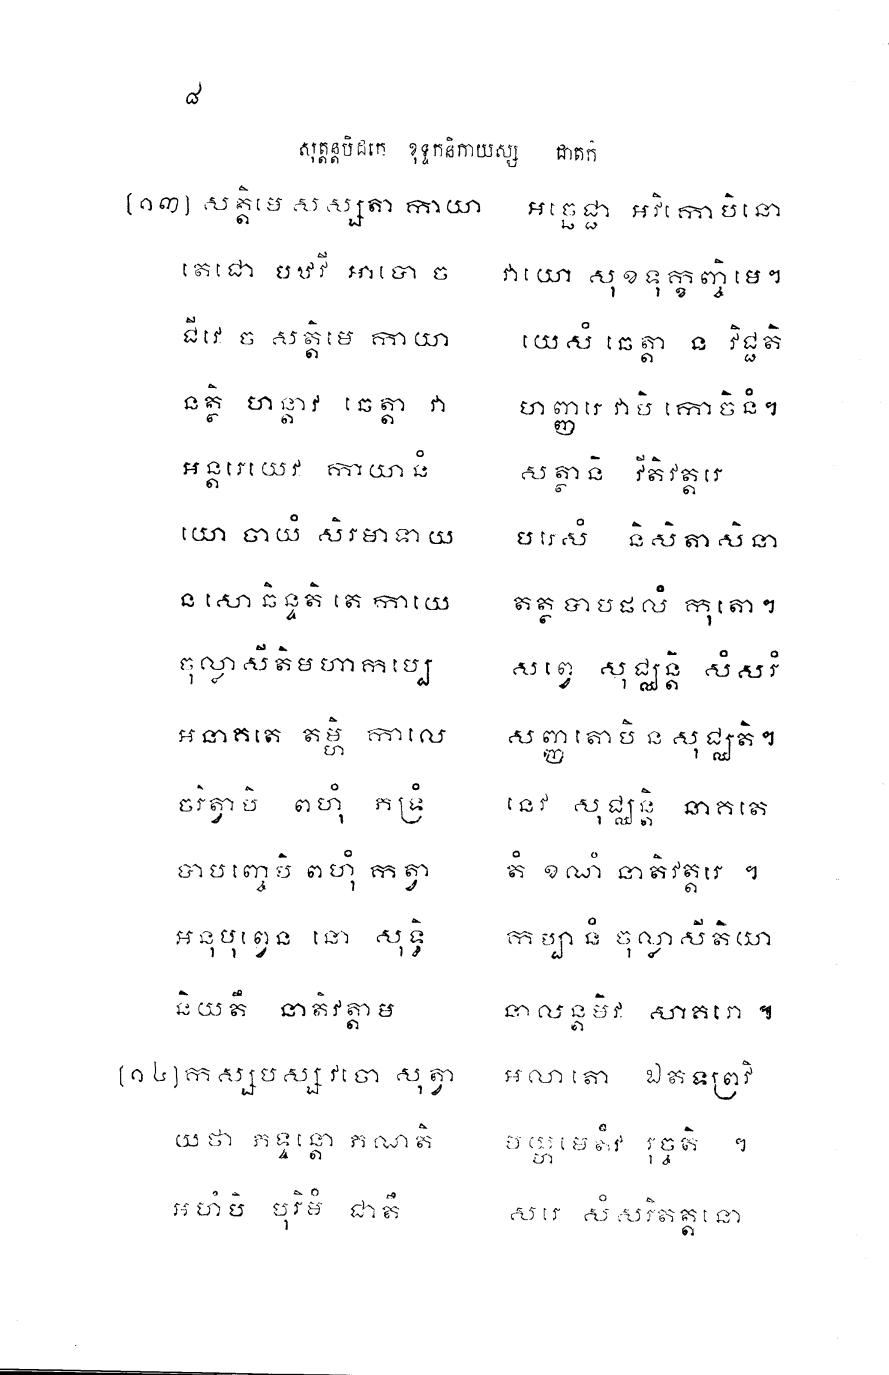 ៨
សុត្តន្តបិដកេ ខុទ្ទកនិកាយស្ស ជាតកំ
[១៣] សត្តិមេ សស្សតា កាយា អច្ឆេជ្ជា អវិកោបិនោ
តេជោ បឋវី អាបោ ច វាយោ សុខទុក្ខញ្ចិមេ។
ជីវេ ច សត្តិមេ កាយា យេសំ ឆេត្តា ន វិជ្ជតិ
នត្ថិ ហន្តាវ ឆេត្តា វា ហញ្ញរេ វាបិ កោចិនំ។
អន្តរេយេវ កាយានំ សត្ថានិ វីតិវត្តរេ
យោ ចាយំ សិរមាទាយ បរេសំ និសិតាសិនា
ន សោ ឆិន្ទតិ តេ កាយេ តត្ថ បាបផលំ កុតោ។
ចុល្លាសីតិមហាកប្បេ សព្វេ សុជ្ឈន្តិ សំសរំ
អនាគតេ តម្ហិ កាលេ សញ្ញតោបិ ន សុជ្ឈតិ។
ចរិត្វាបិ ពហុំ ភទ្រំ នេវ សុជ្ឈន្តិ នាគតេ
បាបញ្ចេបិ ពហុំ កត្វា តំ ខណំ នាតិវត្តរេ ។
អនុបុព្វេន នោ សុទ្ធិ កប្បានំ ចុល្លាសីតិយា
និយតឹ នាតិវត្តាម វេលន្តមិវ សាគរោ ៕
[១៤] កស្សបស្ស វចោ សុត្វា អលាតោ ឯតទព្រវិ
យថា ភទ្ទន្តោ ភណតិ មយ្ហមេតំវ រុច្ចតិ ។
អហំបិ បុរិមំ ជាតឹ សរេ សំសរិតត្តនោ